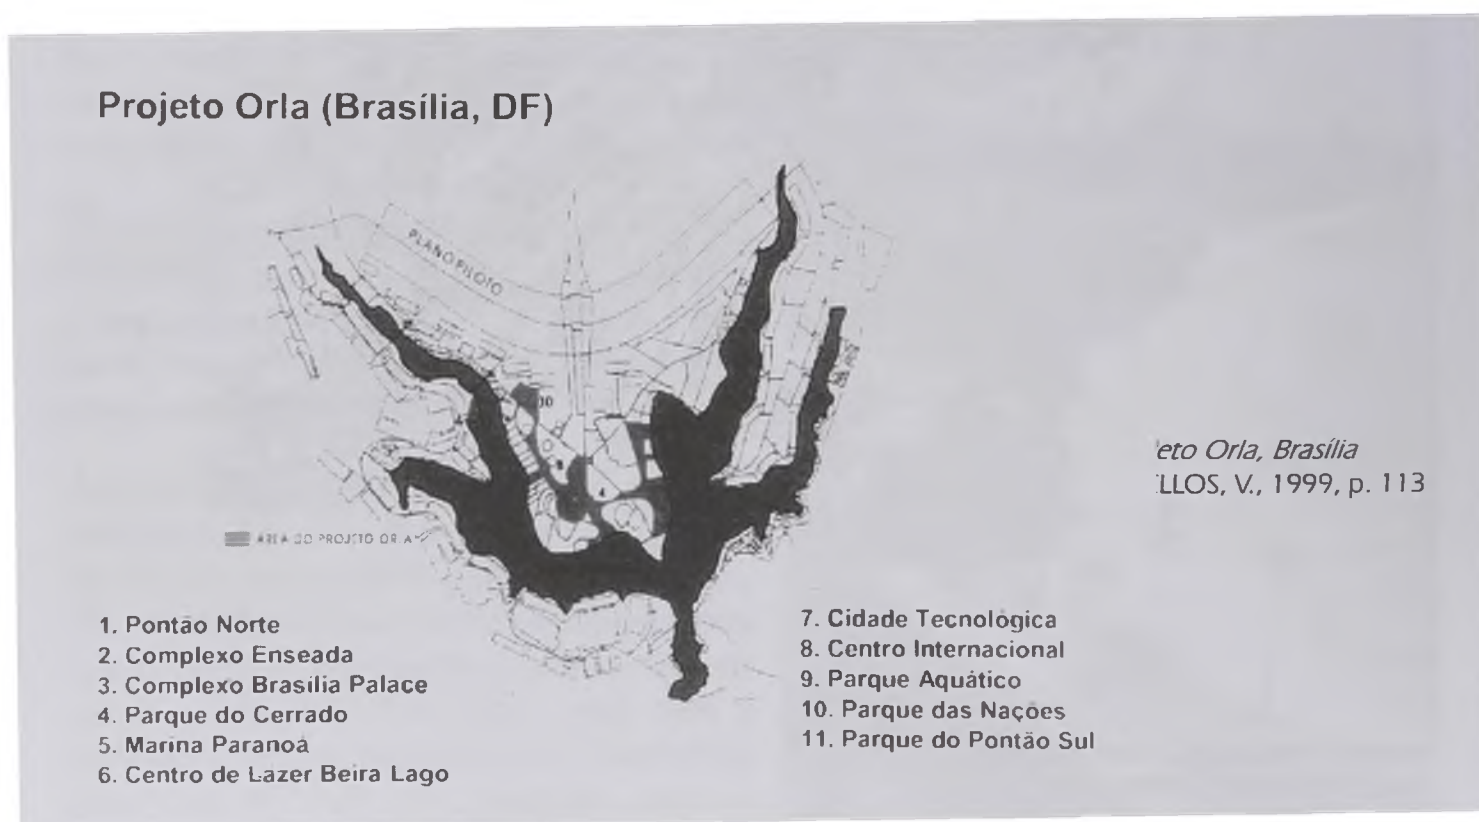 Projeto Orla (Brasília, DF)
PLANO PILOTO
10
4
AREA DO PROJETO ORLA
eto Orla, Brasília
LLOS, V., 1999, p. 113
1. Pontão Norte
2. Complexo Enseada
3. Complexo Brasília Palace
4. Parque do Cerrado
5. Marina Paranoá
6. Centro de Lazer Beira Lago
7. Cidade Tecnológica
8. Centro Internacional
9. Parque Aquático
10. Parque das Nações
11. Parque do Pontão Sul